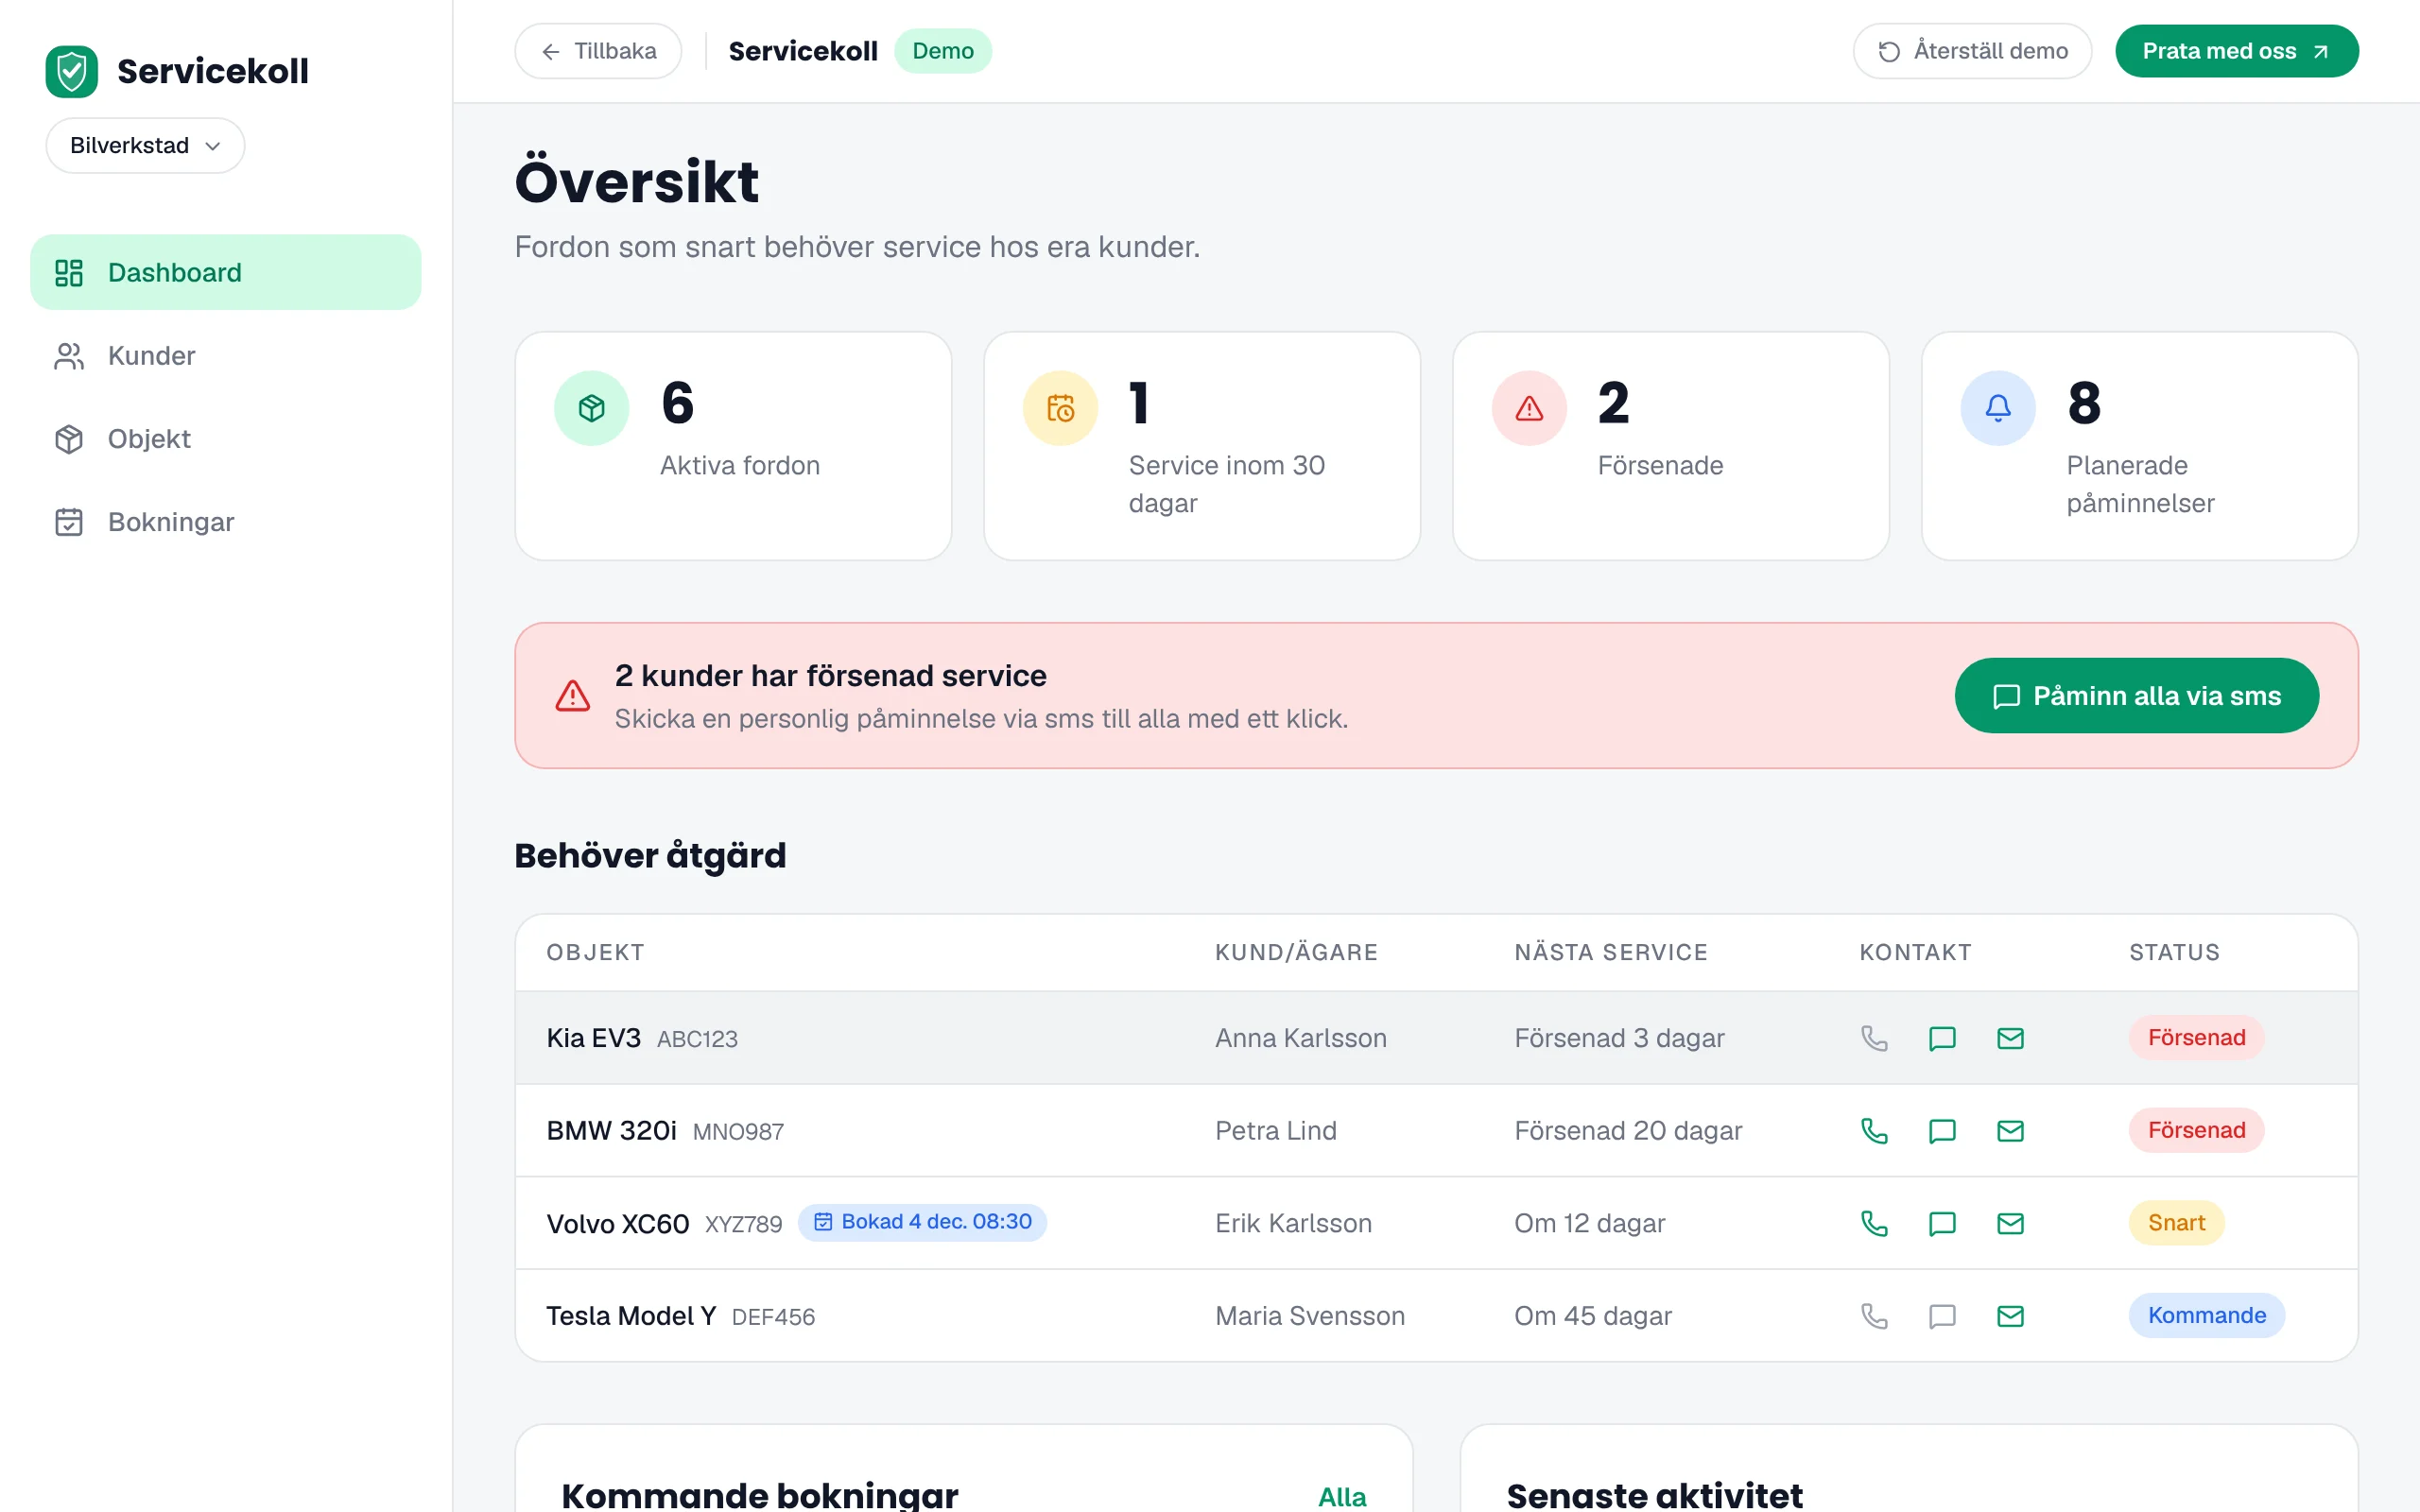 Servicekoll
Bilverkstad
Dashboard
Kunder
Objekt
Bokningar
Tillbaka
Servicekoll
Demo
Återställ demo
Prata med oss
Översikt
Fordon som snart behöver service hos era kunder.
6
Aktiva fordon
1
Service inom 30
dagar
2
Försenade
8
Planerade
påminnelser
2 kunder har försenad service
Skicka en personlig påminnelse via sms till alla med ett klick.
Påminn alla via sms
Behöver åtgärd
OBJEKT KUND/ÄGARE NÄSTA SERVICE KONTAKT STATUS
Kia EV3 ABC123 Anna Karlsson Försenad 3 dagar Försenad
BMW 320i MNO987 Petra Lind Försenad 20 dagar Försenad
Volvo XC60 XYZ789 Bokad 4 dec. 08:30 Erik Karlsson Om 12 dagar Snart
Tesla Model Y DEF456 Maria Svensson Om 45 dagar Kommande
Kommande bokningar Alla
Senaste aktivitet